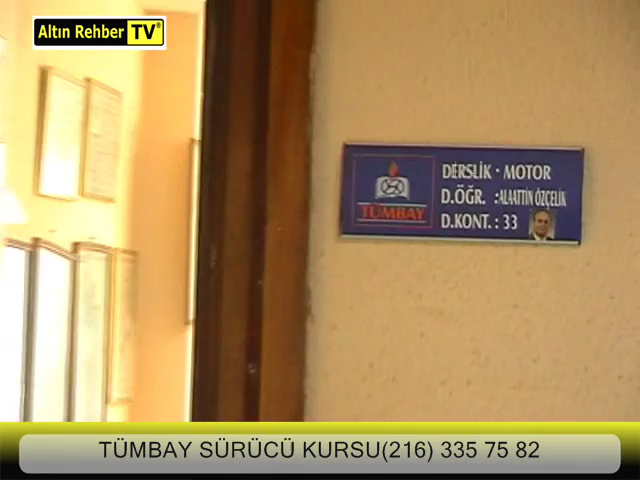 Altın Rehber TV®
DERSLİK - MOTOR
D.ÖĞR. : ALAATTİN ÖZÇELİK
D.KONT. : 33
TÜMBAY
TÜMBAY SÜRÜCÜ KURSU(216) 335 75 82